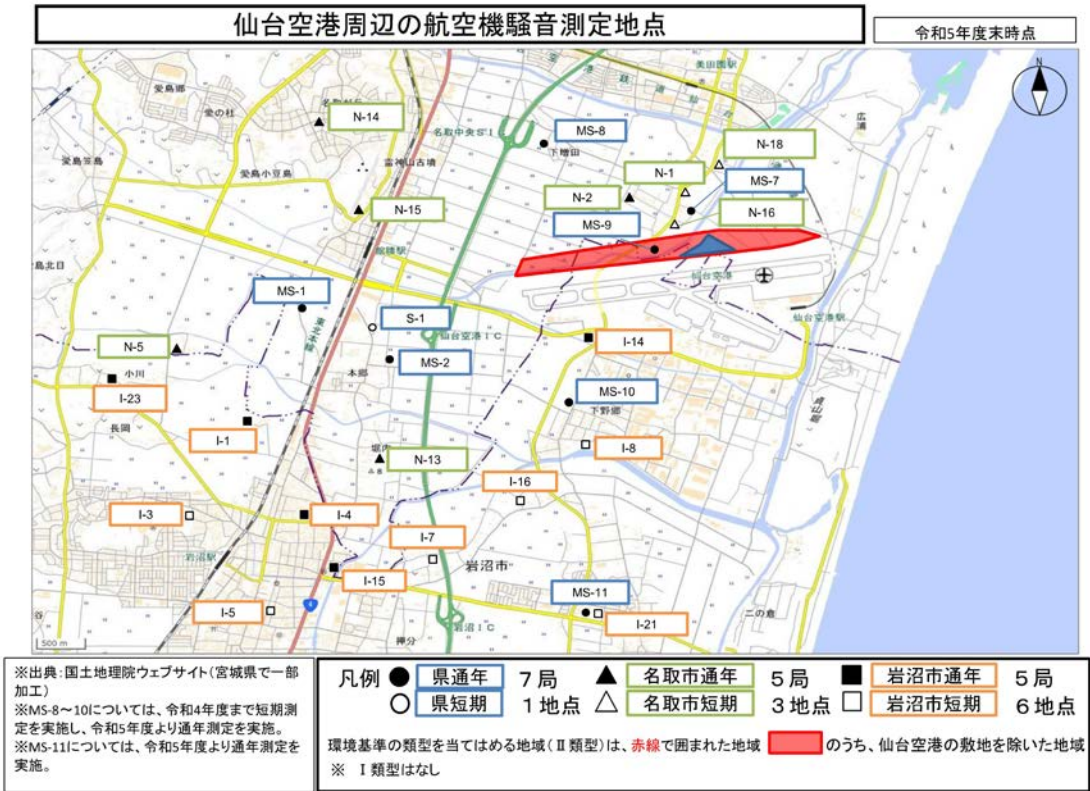 仙台空港周辺の航空機騒音測定地点
令和5年度末時点
N
愛島郷
愛の杜
N-14
名取中央SI
MS-8
下増田
美田園駅
広浦
N-18
愛島笠島
愛島小豆島
雷神山古墳
N-1
MS-7
N-2
N-15
MS-9
N-16
館腰駅
島北目
仙台空港
MS-1
東北本線
S-1
仙台空港IC
仙台空港駅
N-5
小川
MS-2
本郷
I-14
I-23
MS-10
下野郷
長岡
I-1
堀内
N-13
I-8
I-16
I-3
I-4
I-7
岩沼駅
岩沼市
I-15
MS-11
I-5
4
岩沼IC
I-21
二の倉
押分
谷
500 m
※出典:国土地理院ウェブサイト(宮城県で一部
加工)
※MS-8~10については、令和4年度まで短期測
定を実施し、令和5年度より通年測定を実施。
※MS-11については、令和5年度より通年測定を
実施。
凡例 ● 県通年 7局 ▲ 名取市通年 5局 ■ 岩沼市通年 5局
○ 県短期 1地点 △ 名取市短期 3地点 □ 岩沼市短期 6地点
環境基準の類型を当てはめる地域(Ⅱ類型)は、赤線で囲まれた地域 のうち、仙台空港の敷地を除いた地域
※ Ⅰ類型はなし